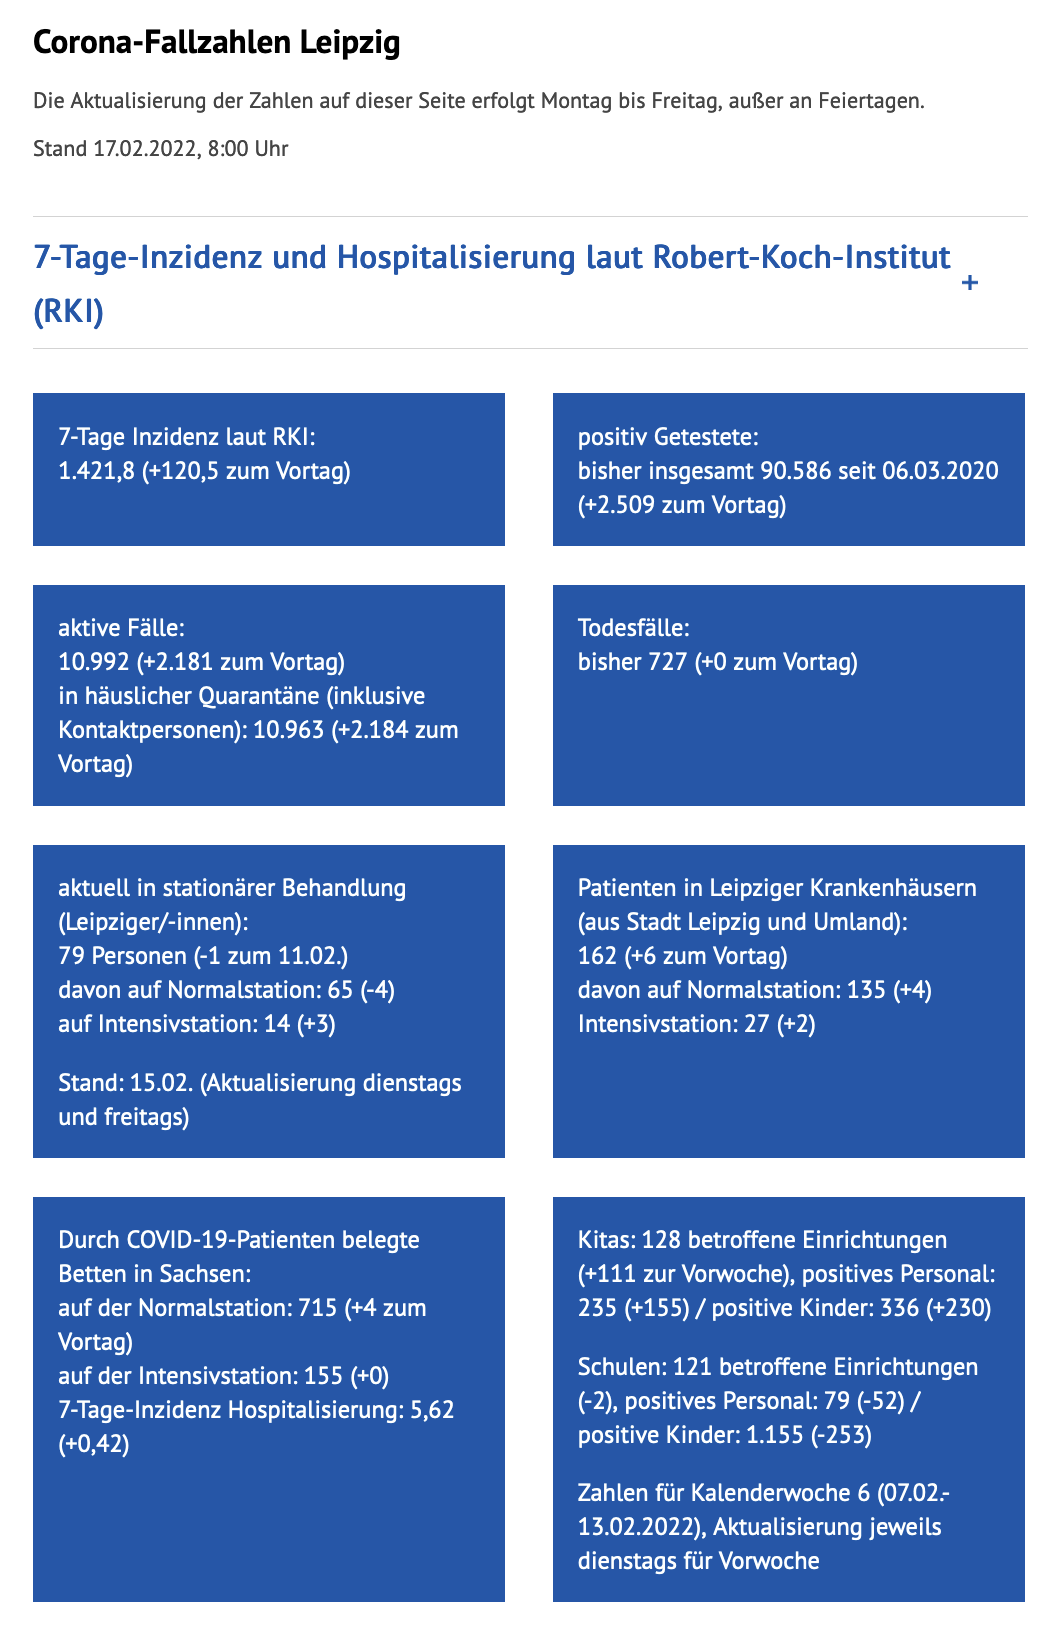 Corona-Fallzahlen Leipzig
Die Aktualisierung der Zahlen auf dieser Seite erfolgt Montag bis Freitag, außer an Feiertagen.
Stand 17.02.2022, 8:00 Uhr
7-Tage-Inzidenz und Hospitalisierung laut Robert-Koch-Institut
(RKI)
+
7-Tage Inzidenz laut RKI:
1.421,8 (+120,5 zum Vortag)
positiv Getestete:
bisher insgesamt 90.586 seit 06.03.2020
(+2.509 zum Vortag)
aktive Fälle:
10.992 (+2.181 zum Vortag)
in häuslicher Quarantäne (inklusive
Kontaktpersonen): 10.963 (+2.184 zum
Vortag)
Todesfälle:
bisher 727 (+0 zum Vortag)
aktuell in stationärer Behandlung
(Leipziger/-innen):
79 Personen (-1 zum 11.02.)
davon auf Normalstation: 65 (-4)
auf Intensivstation: 14 (+3)
Stand: 15.02. (Aktualisierung dienstags
und freitags)
Patienten in Leipziger Krankenhäusern
(aus Stadt Leipzig und Umland):
162 (+6 zum Vortag)
davon auf Normalstation: 135 (+4)
Intensivstation: 27 (+2)
Durch COVID-19-Patienten belegte
Betten in Sachsen:
auf der Normalstation: 715 (+4 zum
Vortag)
auf der Intensivstation: 155 (+0)
7-Tage-Inzidenz Hospitalisierung: 5,62
(+0,42)
Kitas: 128 betroffene Einrichtungen
(+111 zur Vorwoche), positives Personal:
235 (+155) / positive Kinder: 336 (+230)
Schulen: 121 betroffene Einrichtungen
(-2), positives Personal: 79 (-52) /
positive Kinder: 1.155 (-253)
Zahlen für Kalenderwoche 6 (07.02.-
13.02.2022), Aktualisierung jeweils
dienstags für Vorwoche